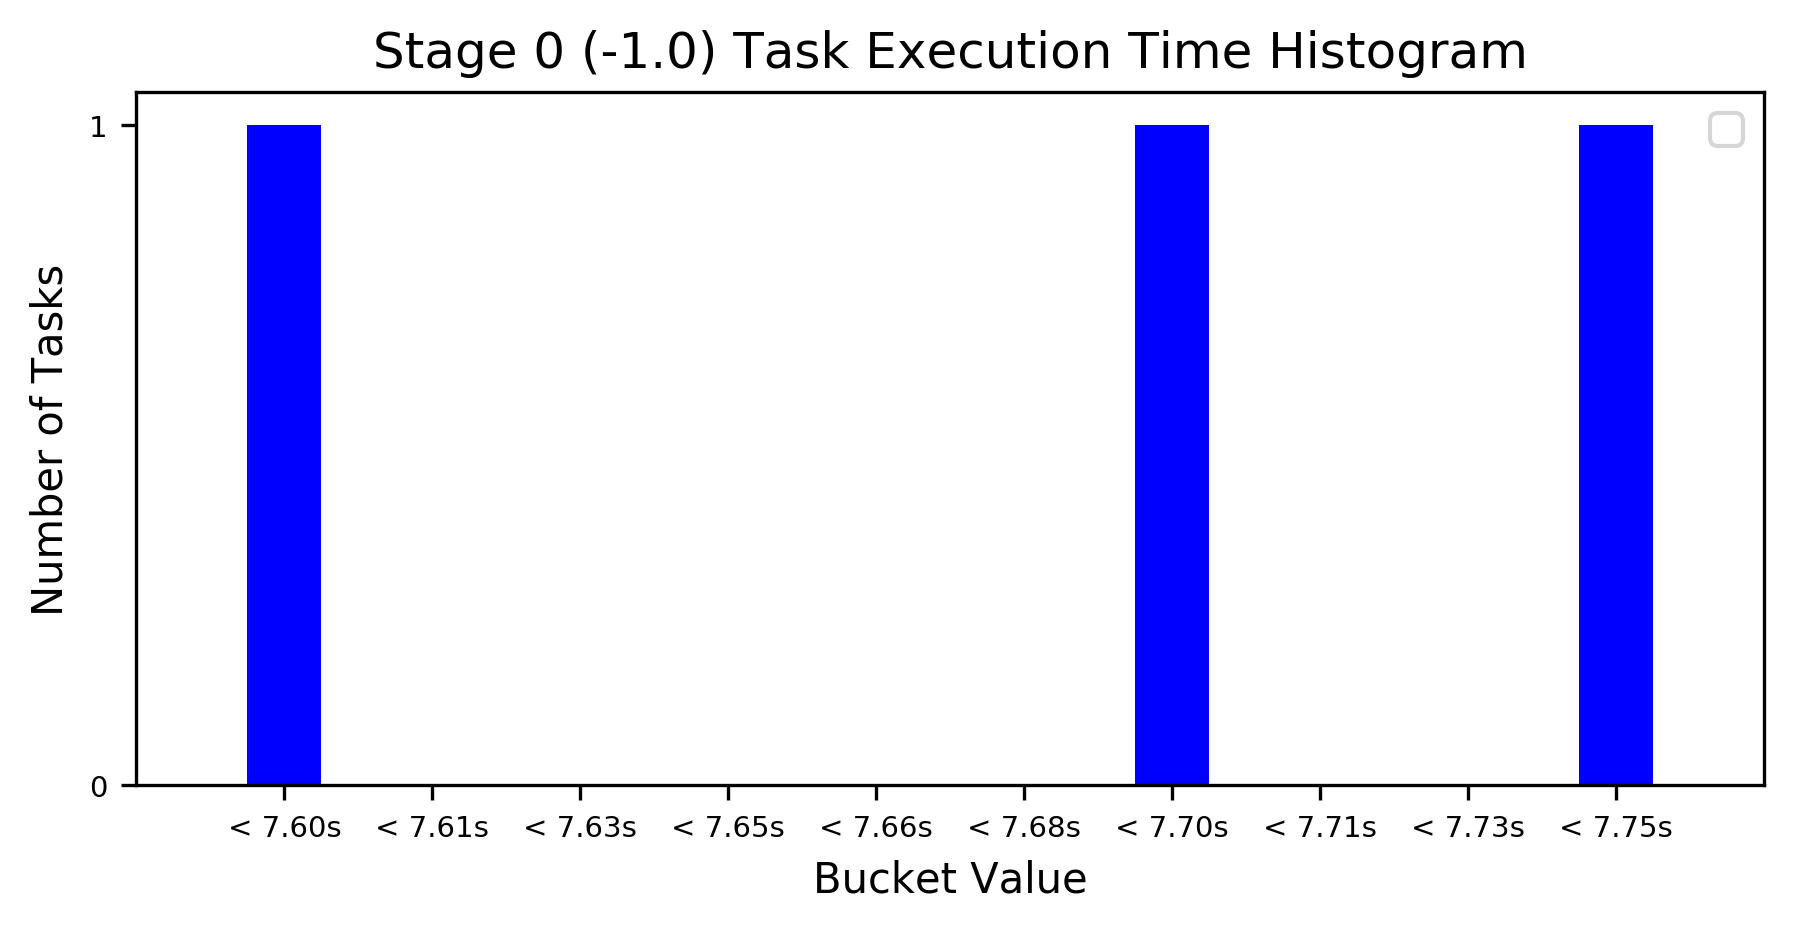 Stage 0 (-1.0) Task Execution Time Histogram
Number of Tasks
1
0
< 7.60s < 7.61s < 7.63s < 7.65s < 7.66s < 7.68s < 7.70s < 7.71s < 7.73s < 7.75s
Bucket Value